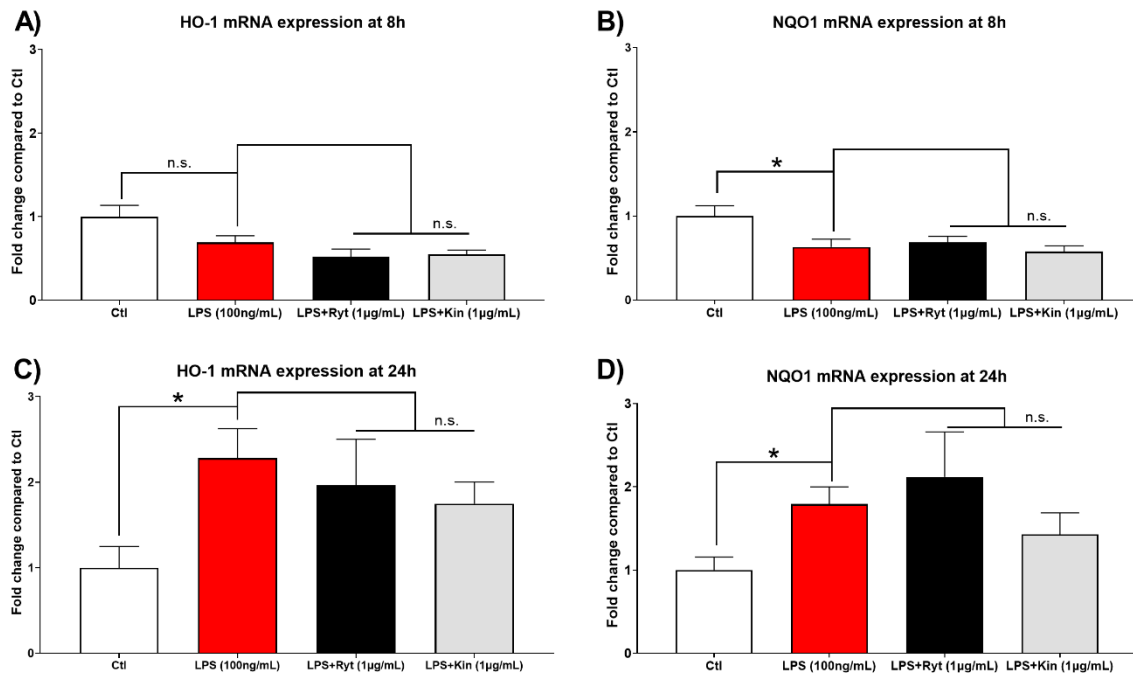 A)
HO-1 mRNA expression at 8h
Fold change compared to Ctl
3
2
1
0
n.s.
n.s.
Ctl
LPS (100ng/mL)
LPS+Ryt (1µg/mL)
LPS+Kin (1µg/mL)
B)
NQO1 mRNA expression at 8h
Fold change compared to Ctl
3
2
1
0
*
n.s.
Ctl
LPS (100ng/mL)
LPS+Ryt (1µg/mL)
LPS+Kin (1µg/mL)
C)
HO-1 mRNA expression at 24h
Fold change compared to Ctl
3
2
1
0
*
n.s.
Ctl
LPS (100ng/mL)
LPS+Ryt (1µg/mL)
LPS+Kin (1µg/mL)
D)
NQO1 mRNA expression at 24h
Fold change compared to Ctl
3
2
1
0
*
n.s.
Ctl
LPS (100ng/mL)
LPS+Ryt (1µg/mL)
LPS+Kin (1µg/mL)